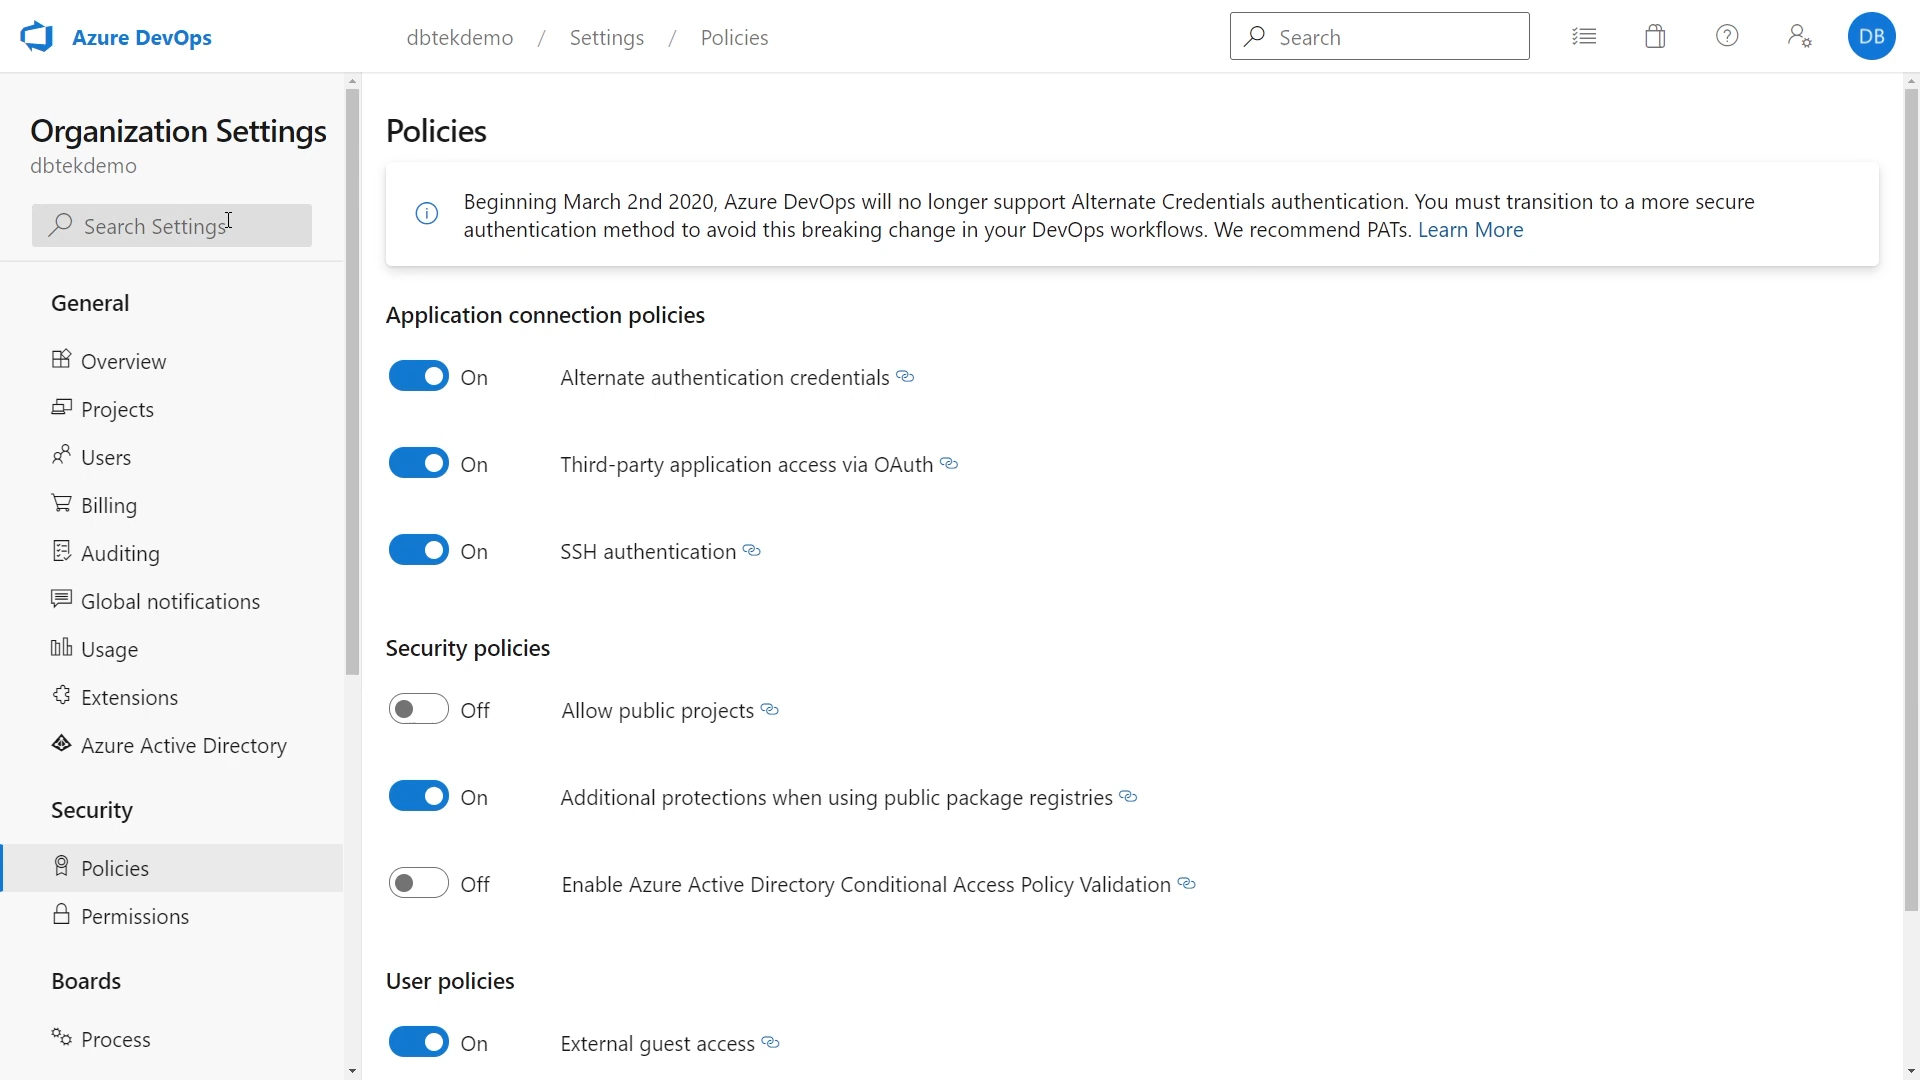 Azure DevOps
dbtekdemo / Settings / Policies
Search
DB
Organization Settings
dbtekdemo
Search Settings
General
Overview
Projects
Users
Billing
Auditing
Global notifications
Usage
Extensions
Azure Active Directory
Security
Policies
Permissions
Boards
Process
Policies
Beginning March 2nd 2020, Azure DevOps will no longer support Alternate Credentials authentication. You must transition to a more secure
authentication method to avoid this breaking change in your DevOps workflows. We recommend PATs. Learn More
Application connection policies
On Alternate authentication credentials
On Third-party application access via OAuth
On SSH authentication
Security policies
Off Allow public projects
On Additional protections when using public package registries
Off Enable Azure Active Directory Conditional Access Policy Validation
User policies
On External guest access